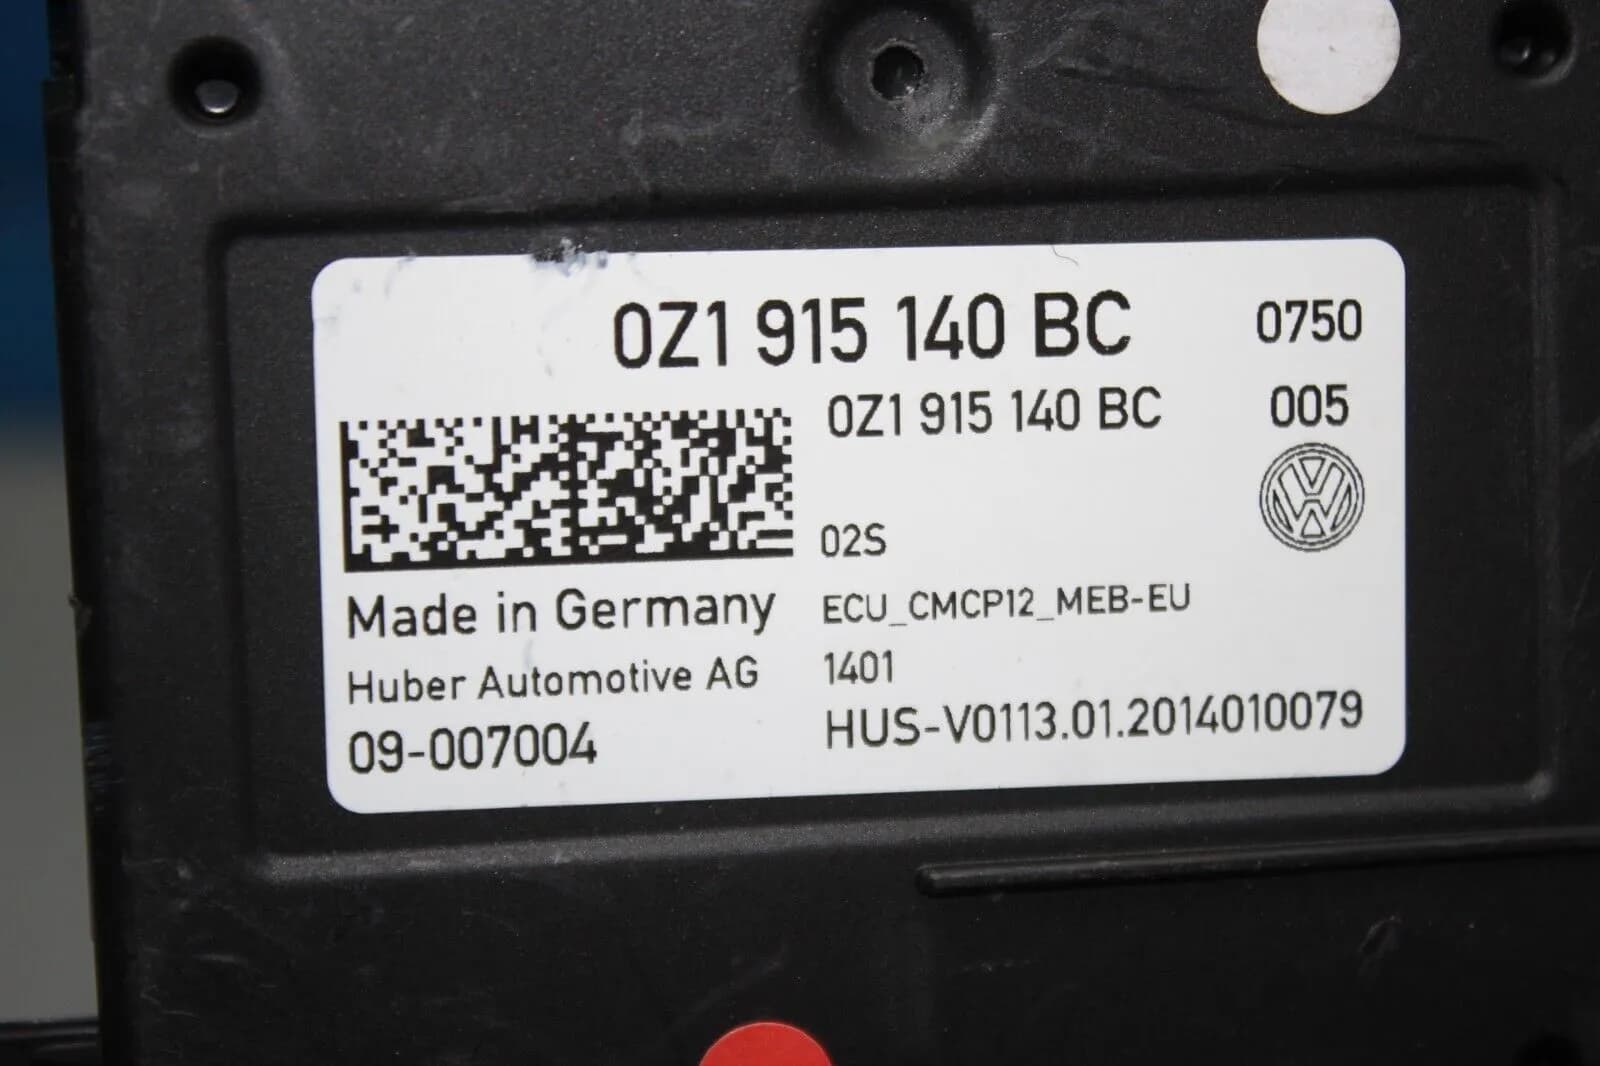 0Z1 915 140 BC 0750
0Z1 915 140 BC 005
02S
ECU_CMCP12_MEB-EU
1401
HUS-V0113.01.2014010079
Made in Germany
Huber Automotive AG
09-007004